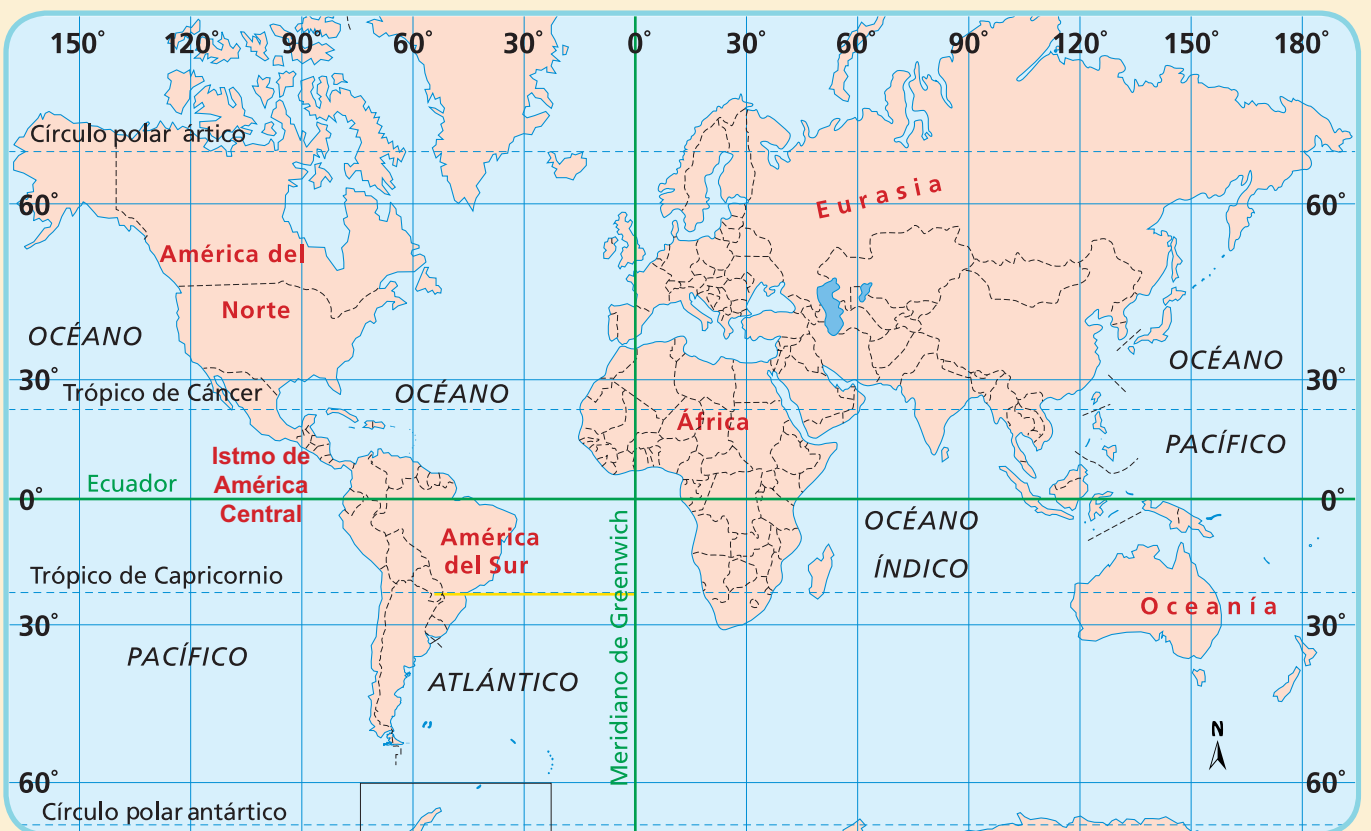 150° 120° 90° 60° 30° 0° 30° 60° 90° 120° 150° 180°
Círculo polar ártico
Eurasia
60° 60°
América del
Norte
OCÉANO
OCÉANO
30° 30°
Trópico de Cáncer
OCÉANO
África
PACÍFICO
Istmo de
América
Central
Ecuador
0° 0°
OCÉANO
ÍNDICO
América
del Sur
Trópico de Capricornio
Oceanía
30° 30°
PACÍFICO
ATLÁNTICO
Meridiano de Greenwich
N
60° 60°
Círculo polar antártico